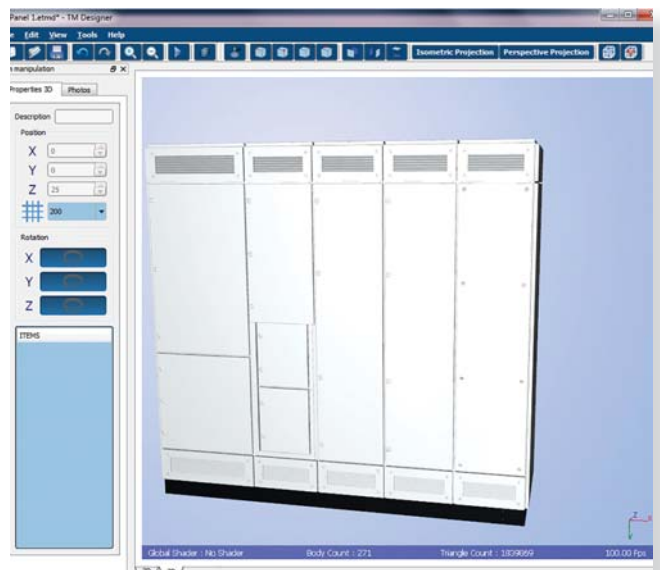 Panel 1.etmd* - TM Designer
Edit View Tools Help
Isometric Projection Perspective Projection
manipulation
Properties 3D Photos
Description
Position
X 0
Y 0
Z 25
200
Rotation
X
Y
Z
ITEMS
Z
Global Shader : No Shader Body Count : 271 Triangle Count : 1809869 100.00 Fps